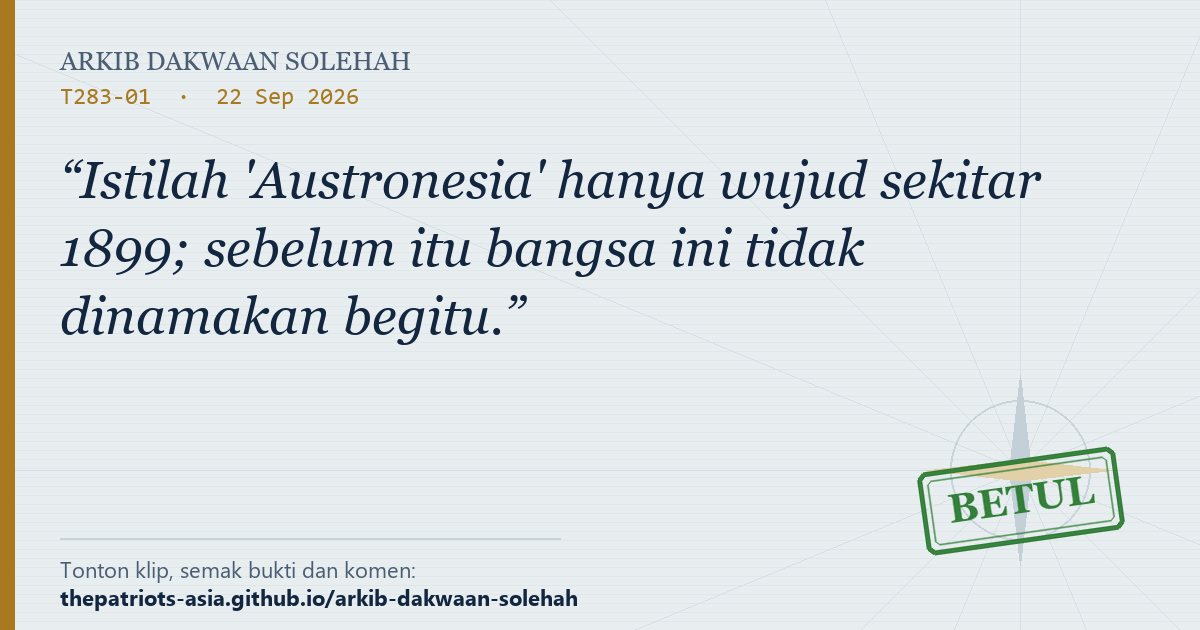 ARKIB DAKWAAN SOLEHAH
T283-01 · 22 Sep 2026
“Istilah 'Austronesia' hanya wujud sekitar
1899; sebelum itu bangsa ini tidak
dinamakan begitu.”
BETUL
Tonton klip, semak bukti dan komen:
thepatriots-asia.github.io/arkib-dakwaan-solehah